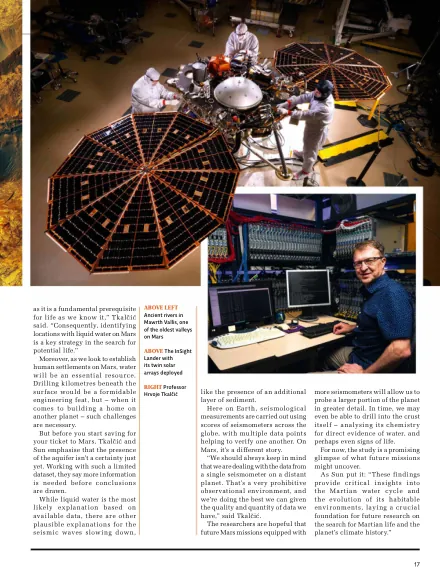 as it is a fundamental prerequisite
for life as we know it,” Tkalčić
said. “Consequently, identifying
locations with liquid water on Mars
is a key strategy in the search for
potential life.”
Moreover, as we look to establish
human settlements on Mars, water
will be an essential resource.
Drilling kilometres beneath the
surface would be a formidable
engineering feat, but – when it
comes to building a home on
another planet – such challenges
are necessary.
But before you start saving for
your ticket to Mars, Tkalčić and
Sun emphasise that the presence
of the aquifer isn't a certainty just
yet. Working with such a limited
dataset, they say more information
is needed before conclusions
are drawn.
While liquid water is the most
likely explanation based on
available data, there are other
plausible explanations for the
seismic waves slowing down,
ABOVE LEFT
Ancient rivers in
Mawrth Vallis, one
of the oldest valleys
on Mars
ABOVE The InSight
Lander with
its twin solar
arrays deployed
RIGHT Professor
Hrvoje Tkalčić
like the presence of an additional
layer of sediment.
Here on Earth, seismological
measurements are carried out using
scores of seismometers across the
globe, with multiple data points
helping to verify one another. On
Mars, it's a different story.
“We should always keep in mind
that we are dealing with the data from
a single seismometer on a distant
planet. That's a very prohibitive
observational environment, and
we're doing the best we can given
the quality and quantity of data we
have,” said Tkalčić.
The researchers are hopeful that
future Mars missions equipped with
more seismometers will allow us to
probe a larger portion of the planet
in greater detail. In time, we may
even be able to drill into the crust
itself – analysing its chemistry
for direct evidence of water, and
perhaps even signs of life.
For now, the study is a promising
glimpse of what future missions
might uncover.
As Sun put it: “These findings
provide critical insights into
the Martian water cycle and
the evolution of its habitable
environments, laying a crucial
foundation for future research on
the search for Martian life and the
planet's climate history.”
17